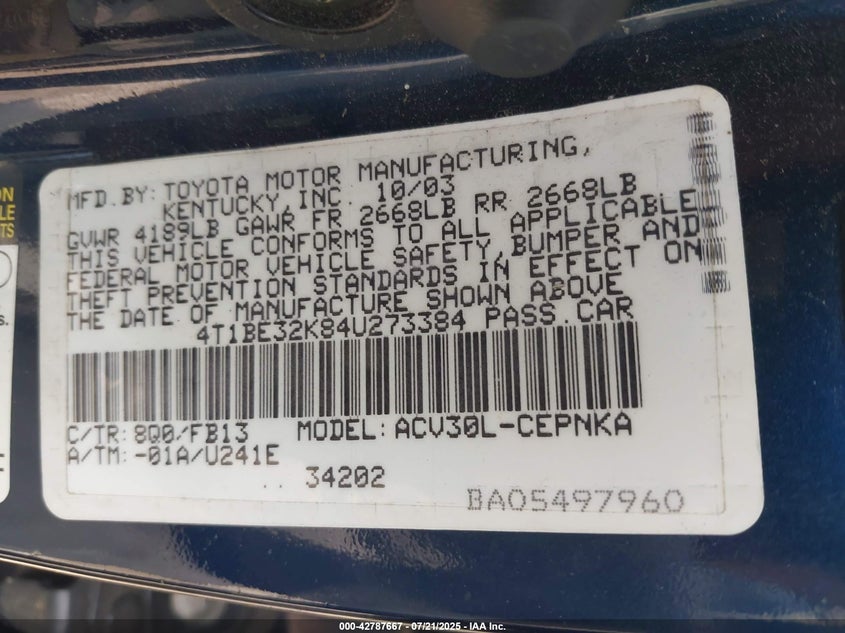 MFD.BY: TOYOTA MOTOR MANUFACTURING,
KENTUCKY, INC. 10/03
GVWR 4189LB GAWR FR 2668LB RR 2668LB
THIS VEHICLE CONFORMS TO ALL APPLICABLE
FEDERAL MOTOR VEHICLE SAFETY, BUMPER AND
THEFT PREVENTION STANDARDS IN EFFECT ON
THE DATE OF MANUFACTURE SHOWN ABOVE
4T1BE32K84U273384 PASS CAR
C/TR: 8Q0/FB13 MODEL: ACV30L-CEPNKA
A/TM: -01A/U241E
.. 34202
BA05497960
ON
LE
TS
s.
000-42787667 - 07/21/2025 - IAA Inc.